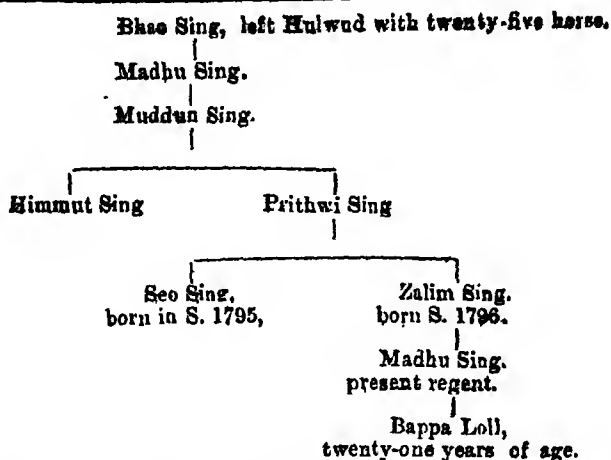 Bhao Sing, left Hulwud with twenty-five horse.
Madhu Sing.
Muddun Sing.
Himmut Sing Prithwi Sing
Seo Sing, Zalim Sing.
born in S. 1795, born S. 1796.
Madhu Sing.
present regent.
Bappa Loll,
twenty-one years of age.